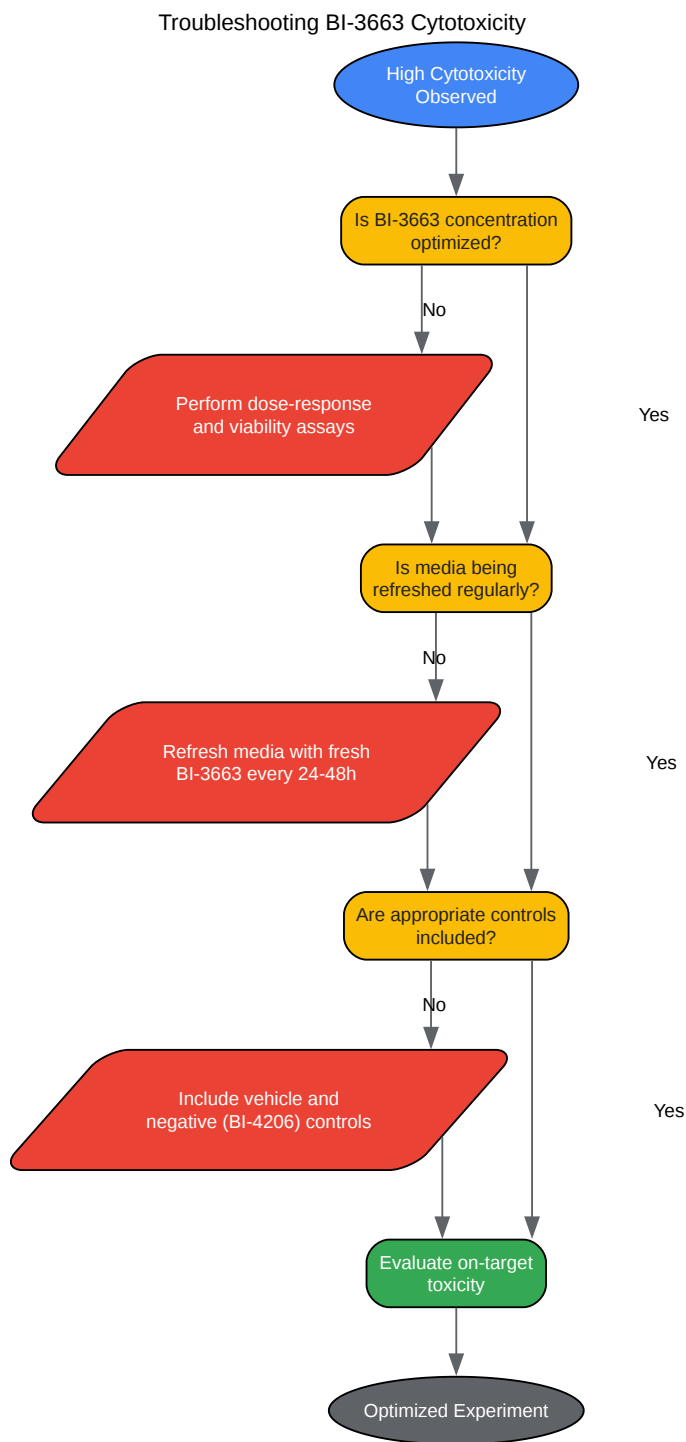 Troubleshooting BI-3663 Cytotoxicity
High Cytotoxicity
Observed
Is BI-3663 concentration
optimized?
No
Perform dose-response
and viability assays
Yes
Is media being
refreshed regularly?
No
Refresh media with fresh
BI-3663 every 24-48h
Yes
Are appropriate controls
included?
No
Include vehicle and
negative (BI-4206) controls
Yes
Evaluate on-target
toxicity
Optimized Experiment